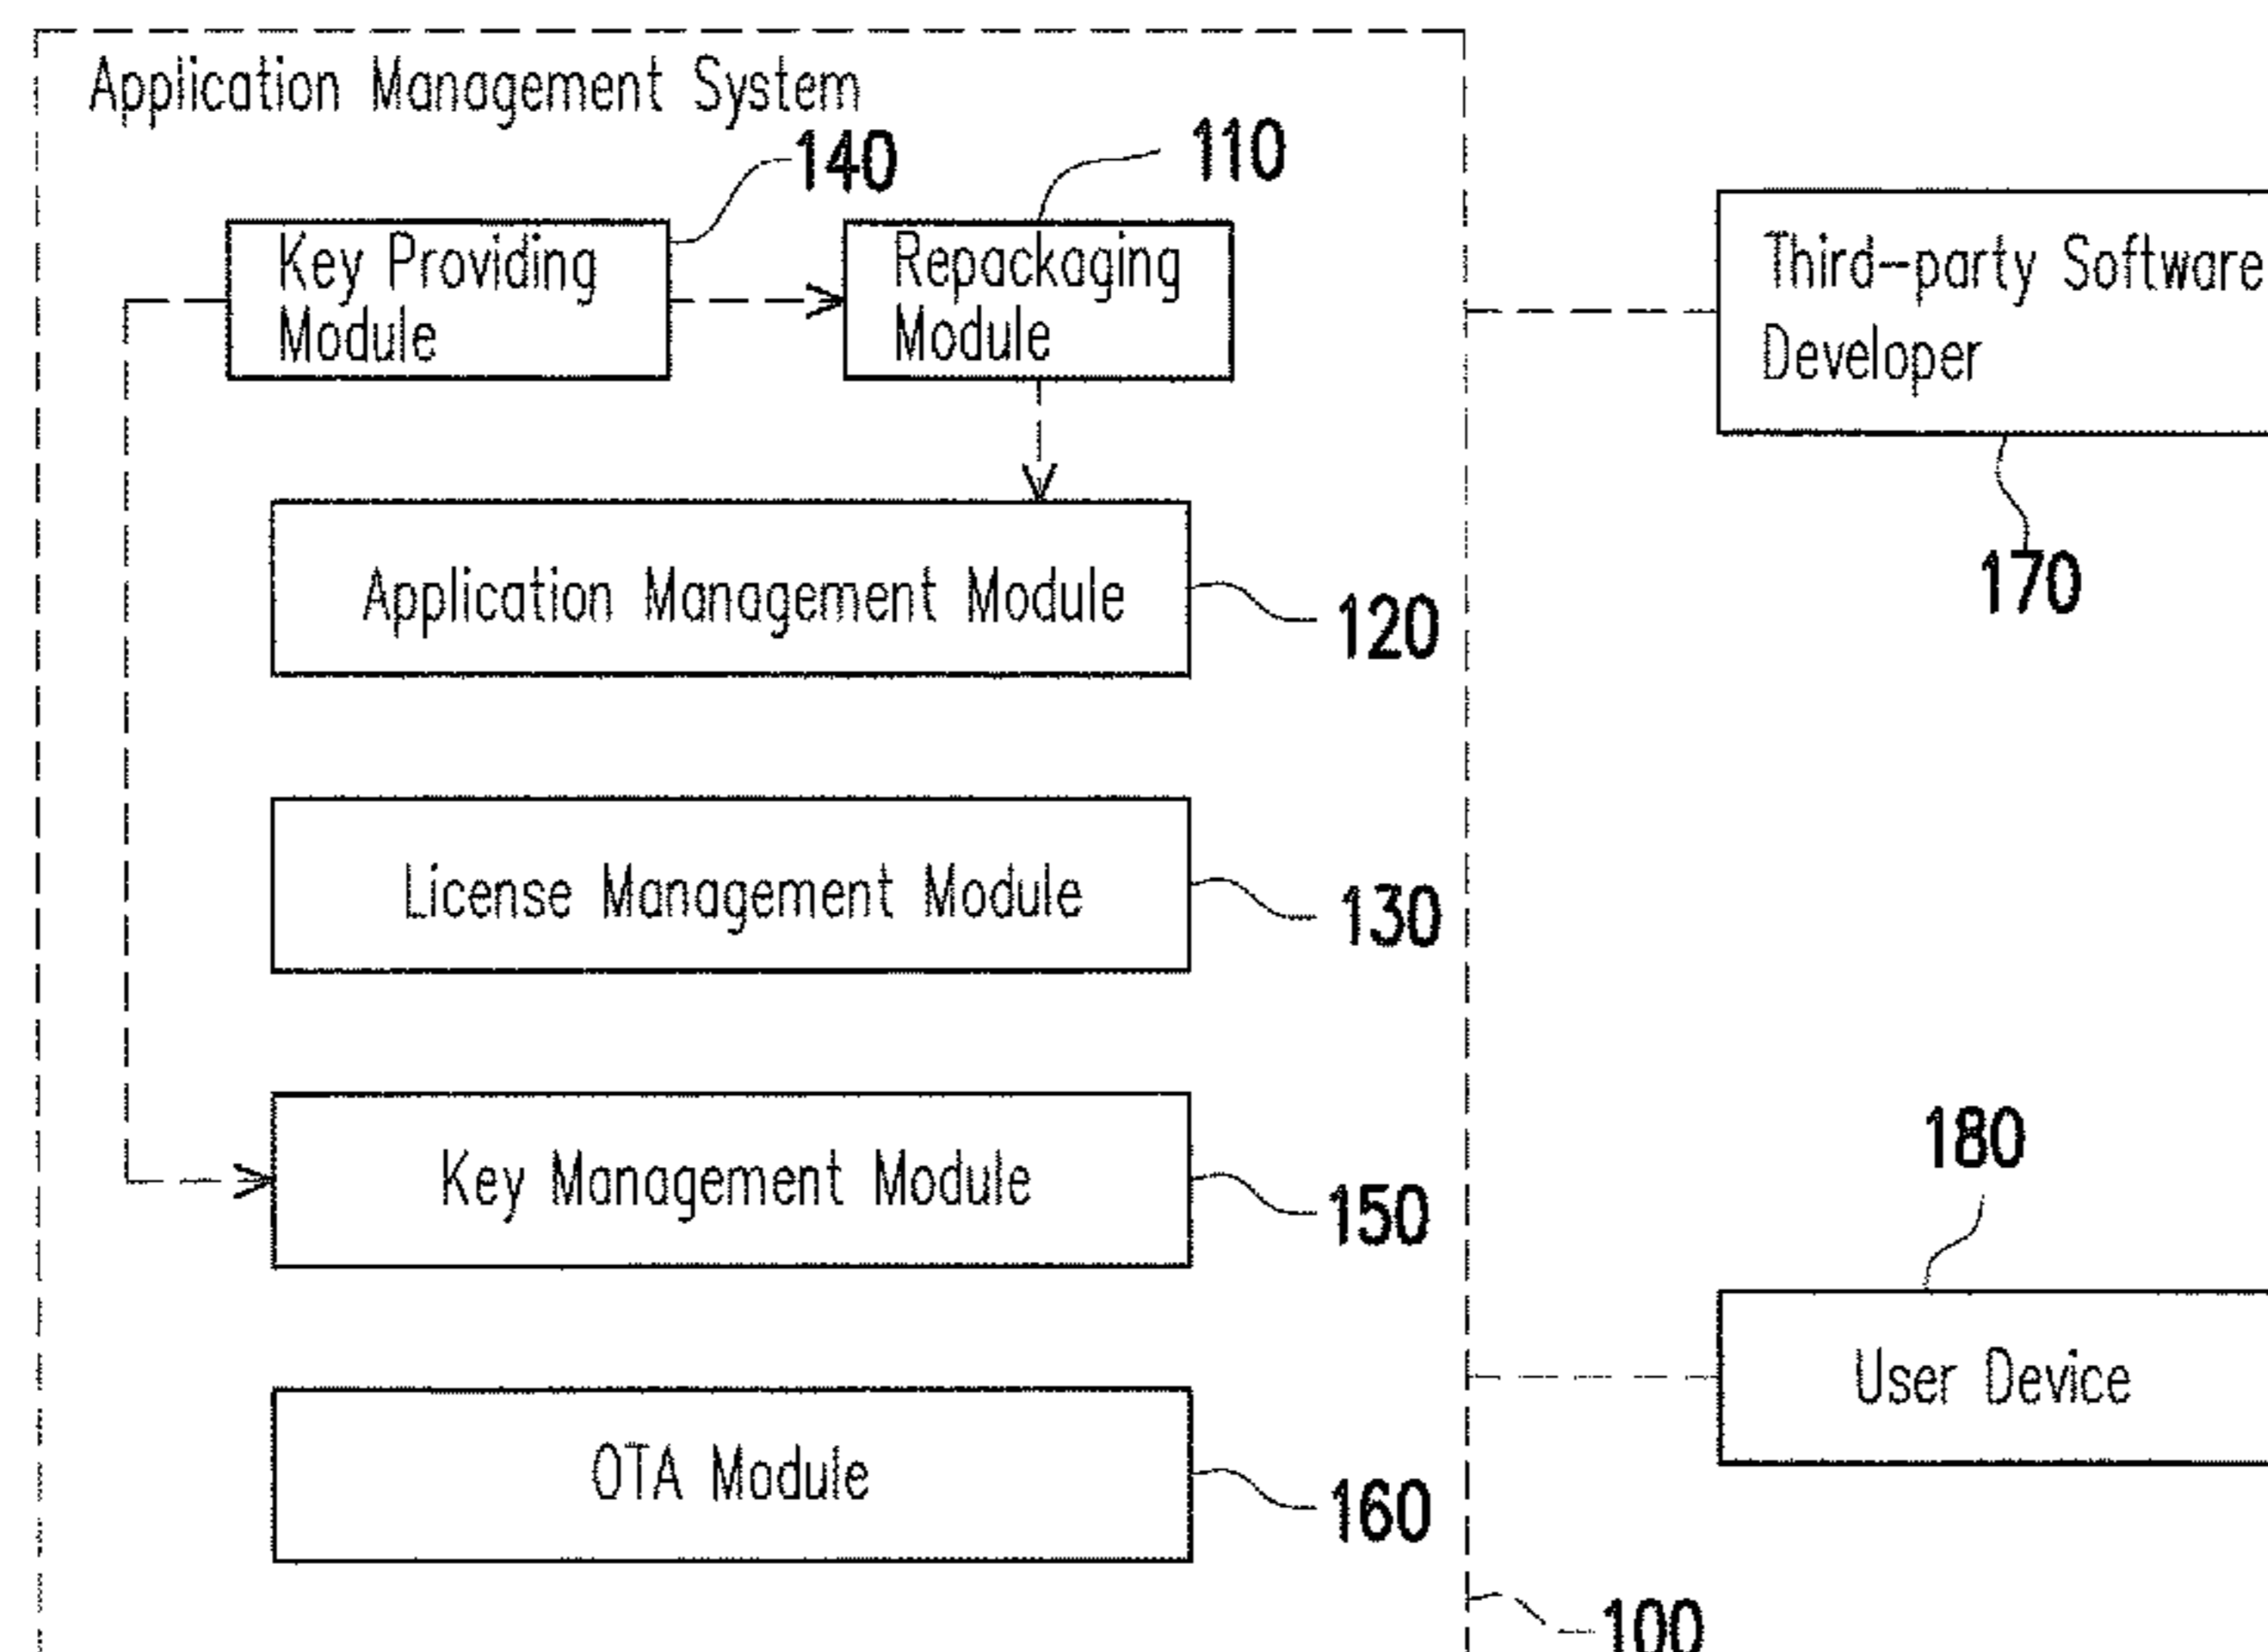 Application Management System
140
110
Key Providing
Module
Repackaging
Module
Third-party Software
Developer
170
Application Management Module
120
License Management Module
130
Key Management Module
150
180
User Device
OTA Module
160
100